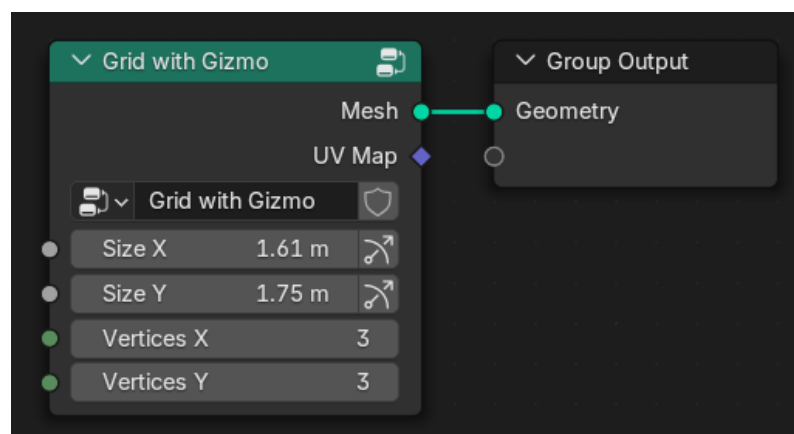 Grid with Gizmo
Mesh
UV Map
Grid with Gizmo
Size X 1.61 m
Size Y 1.75 m
Vertices X 3
Vertices Y 3
Group Output
Geometry